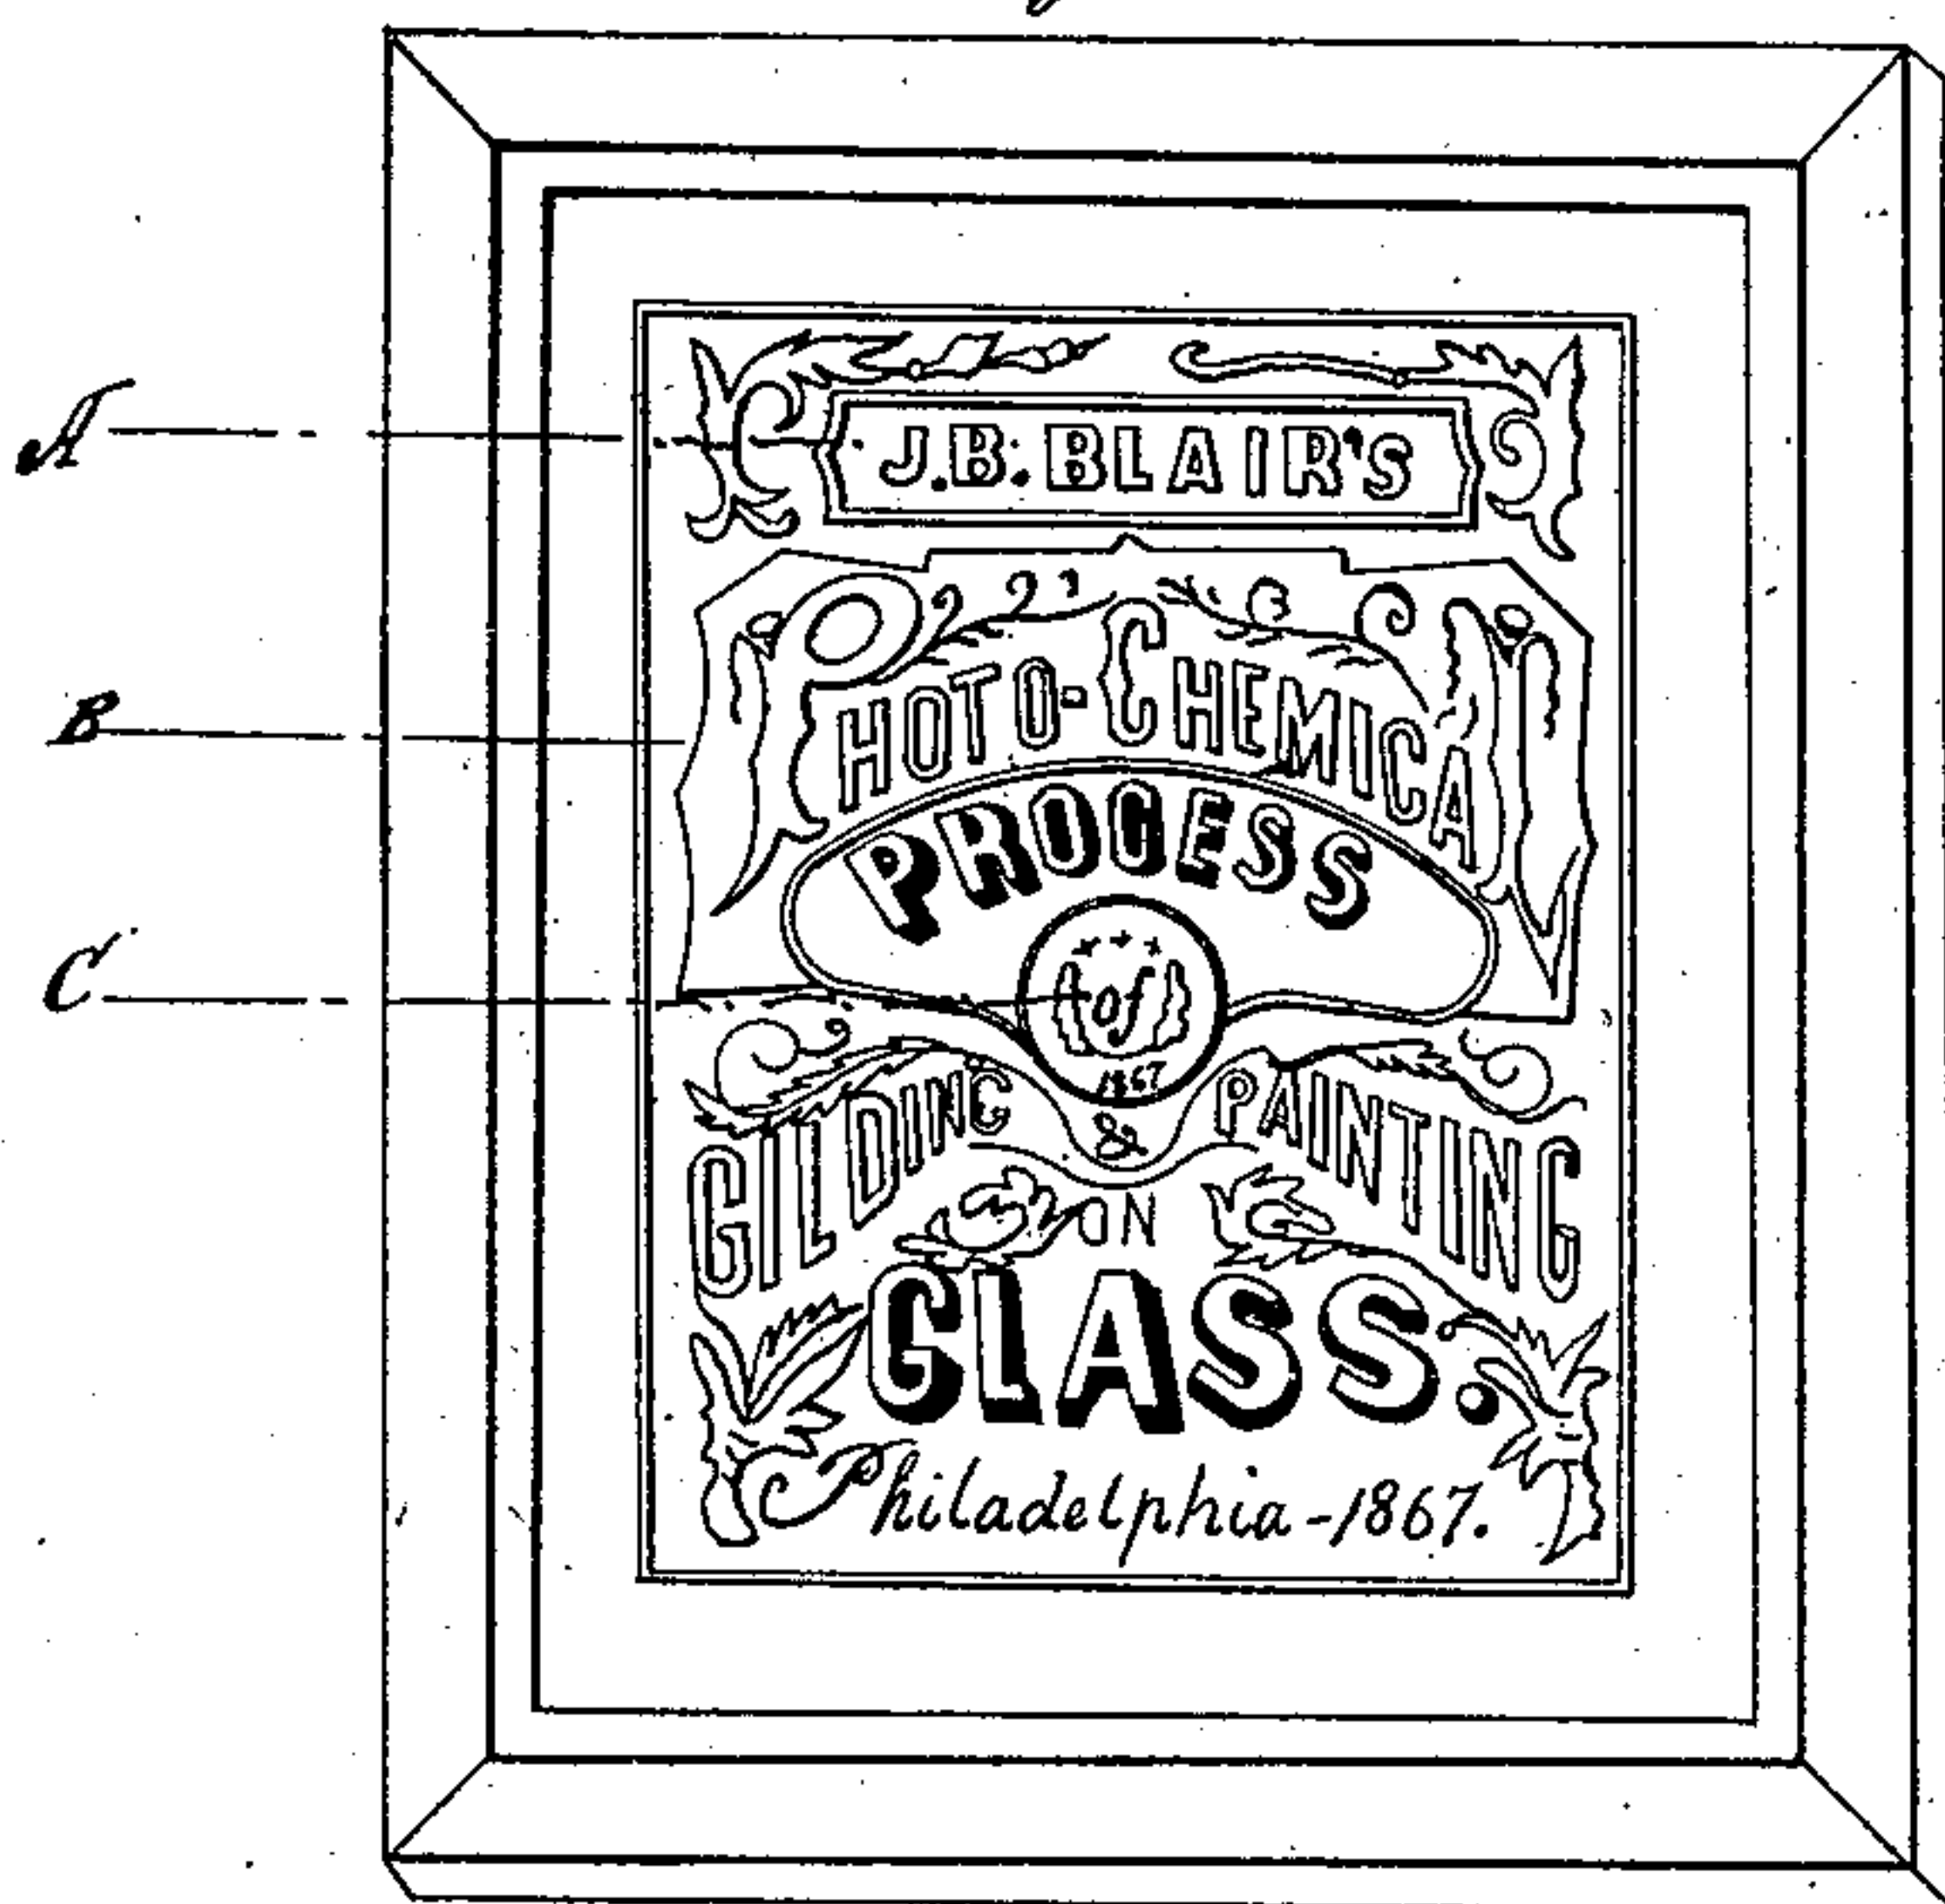 A
J.B. BLAIR'S
B
PHOTO-CHEMICAL
PROCESS
C
of
1867
GILDING & PAINTING
ON
GLASS.
Philadelphia-1867.